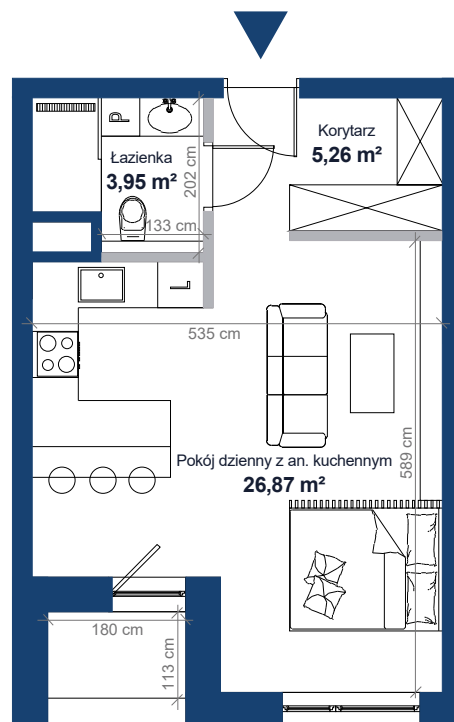 Korytarz
5,26 m²
Łazienka
3,95 m²
202 cm
133 cm
P
L
535 cm
Pokój dzienny z an. kuchennym
26,87 m²
589 cm
180 cm
113 cm